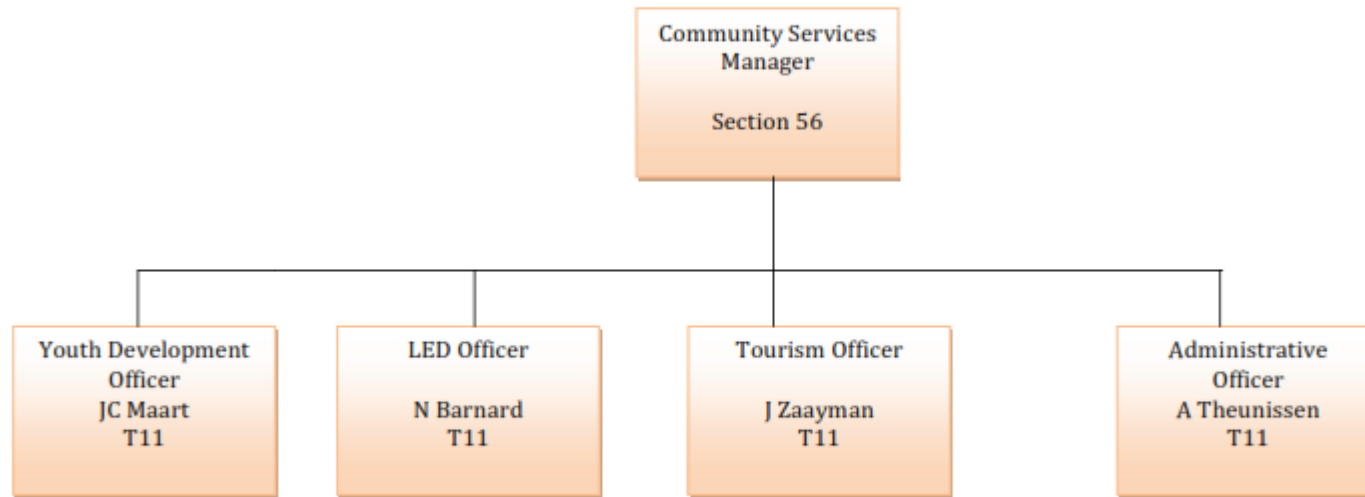 Community Services
Manager
Section 56
Youth Development
Officer
JC Maart
T11
LED Officer
N Barnard
T11
Tourism Officer
J Zaayman
T11
Administrative
Officer
A Theunissen
T11